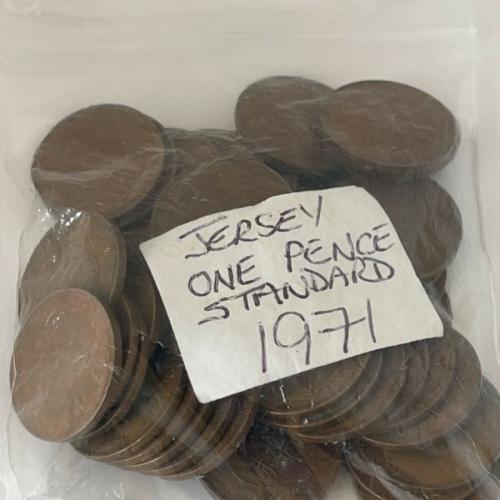 JERSEY
ONE PENCE
STANDARD
1971